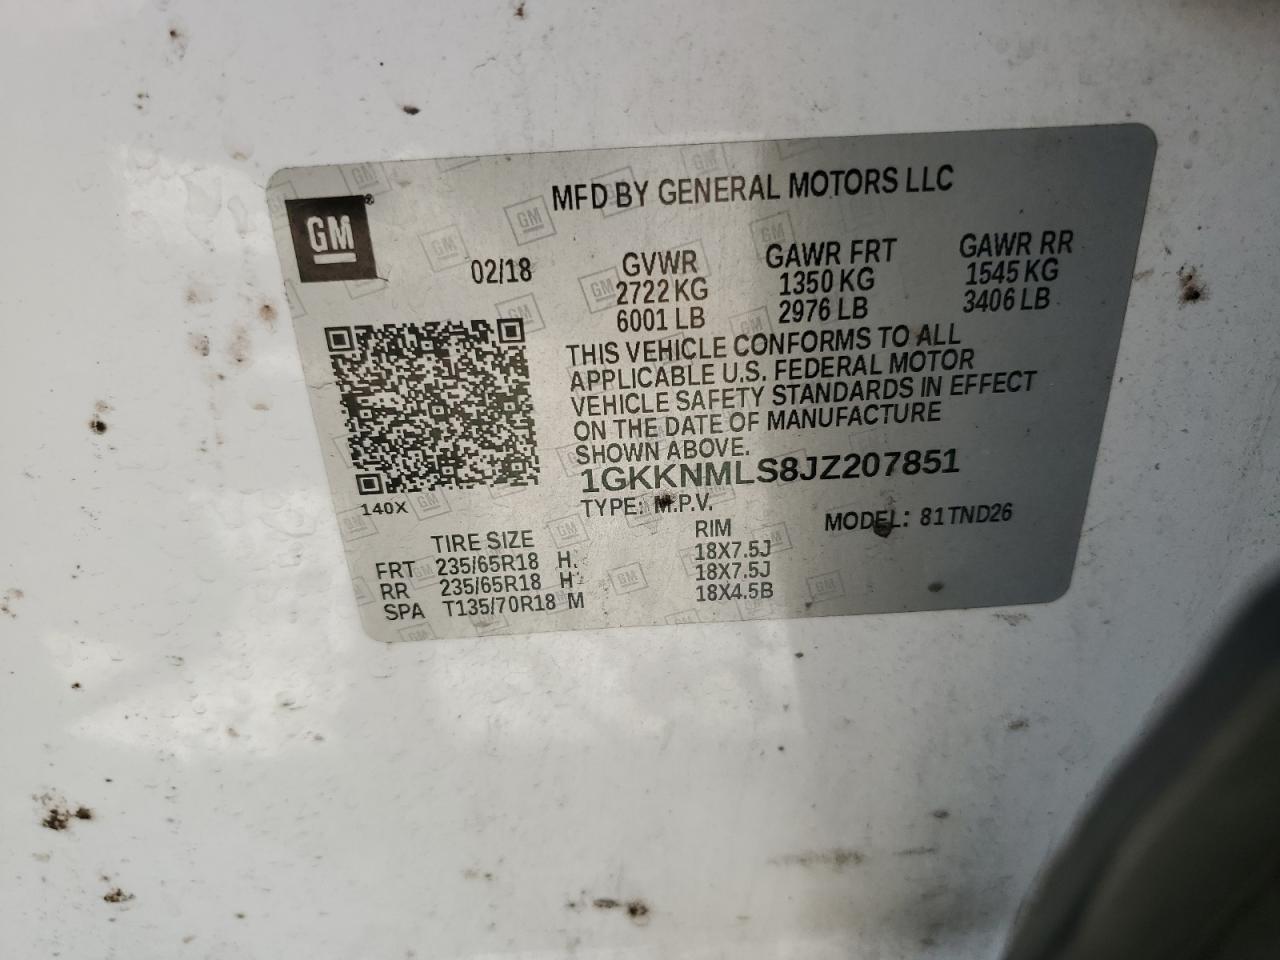 GM
MFD BY GENERAL MOTORS LLC
02/18
GVWR GAWR FRT GAWR RR
2722 KG 1350 KG 1545 KG
6001 LB 2976 LB 3406 LB
THIS VEHICLE CONFORMS TO ALL
APPLICABLE U.S. FEDERAL MOTOR
VEHICLE SAFETY STANDARDS IN EFFECT
ON THE DATE OF MANUFACTURE
SHOWN ABOVE.
1GKKNMLS8JZ207851
140X
TYPE: M.P.V. MODEL: 81TND26
TIRE SIZE RIM
FRT 235/65R18 H 18X7.5J
RR 235/65R18 H 18X7.5J
SPA T135/70R18 M 18X4.5B